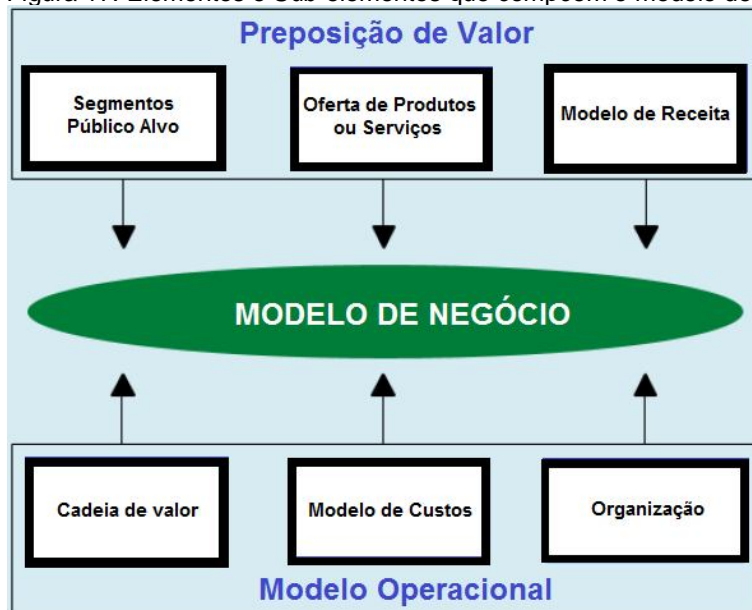 Preposição de Valor
Segmentos
Público Alvo
Oferta de Produtos
ou Serviços
Modelo de Receita
MODELO DE NEGÓCIO
Cadeia de valor
Modelo de Custos
Organização
Modelo Operacional